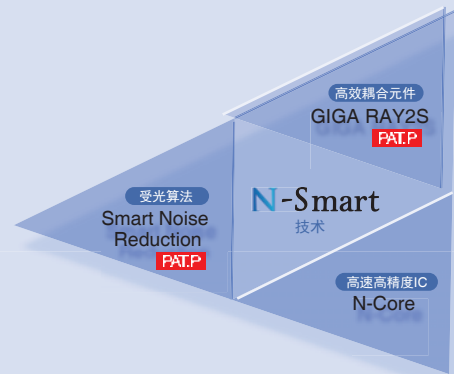 高效耦合元件
GIGA RAY2S
PAT.P
受光算法
Smart Noise
Reduction
PAT.P
N-Smart
技术
高速高精度IC
N-Core